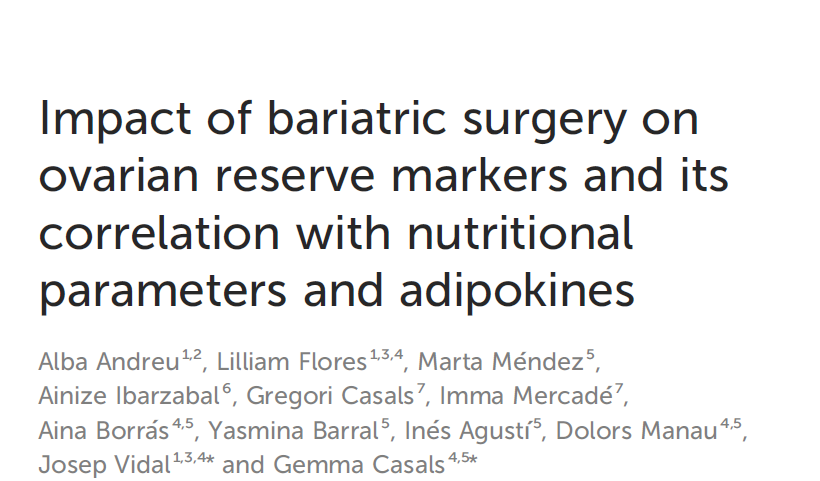 Impact of bariatric surgery on
ovarian reserve markers and its
correlation with nutritional
parameters and adipokines
Alba Andreu1,2, Lilliam Flores1,3,4, Marta Méndez5,
Ainize Ibarzabal6, Gregori Casals7, Imma Mercadé7,
Aina Borrás4,5, Yasmina Barral5, Inés Agustí5, Dolors Manau4,5,
Josep Vidal1,3,4* and Gemma Casals4,5*